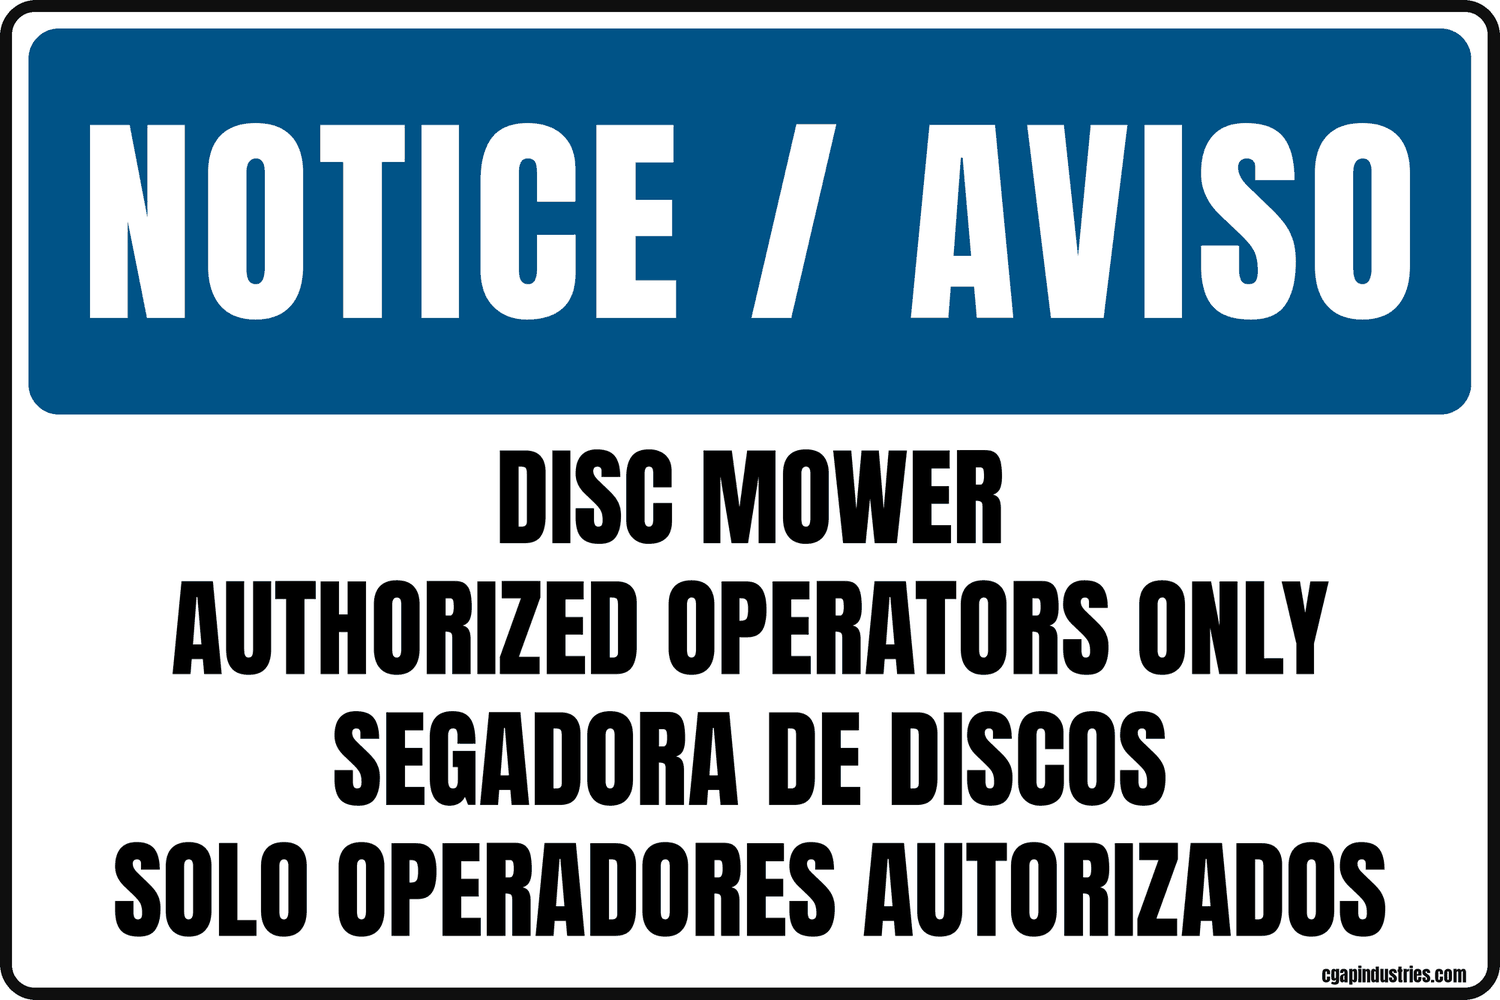 NOTICE / AVISO
DISC MOWER
AUTHORIZED OPERATORS ONLY
SEGADORA DE DISCOS
SOLO OPERADORES AUTORIZADOS
cgapindustries.com